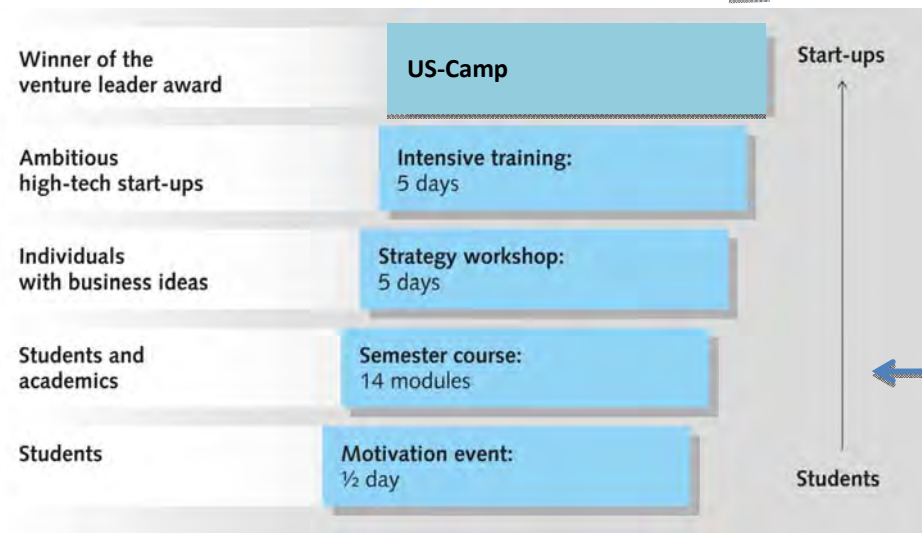 Winner of the
venture leader award
US-Camp
Start-ups
Ambitious
high-tech start-ups
Intensive training:
5 days
Individuals
with business ideas
Strategy workshop:
5 days
Students and
academics
Semester course:
14 modules
Students
Motivation event:
½ day
Students